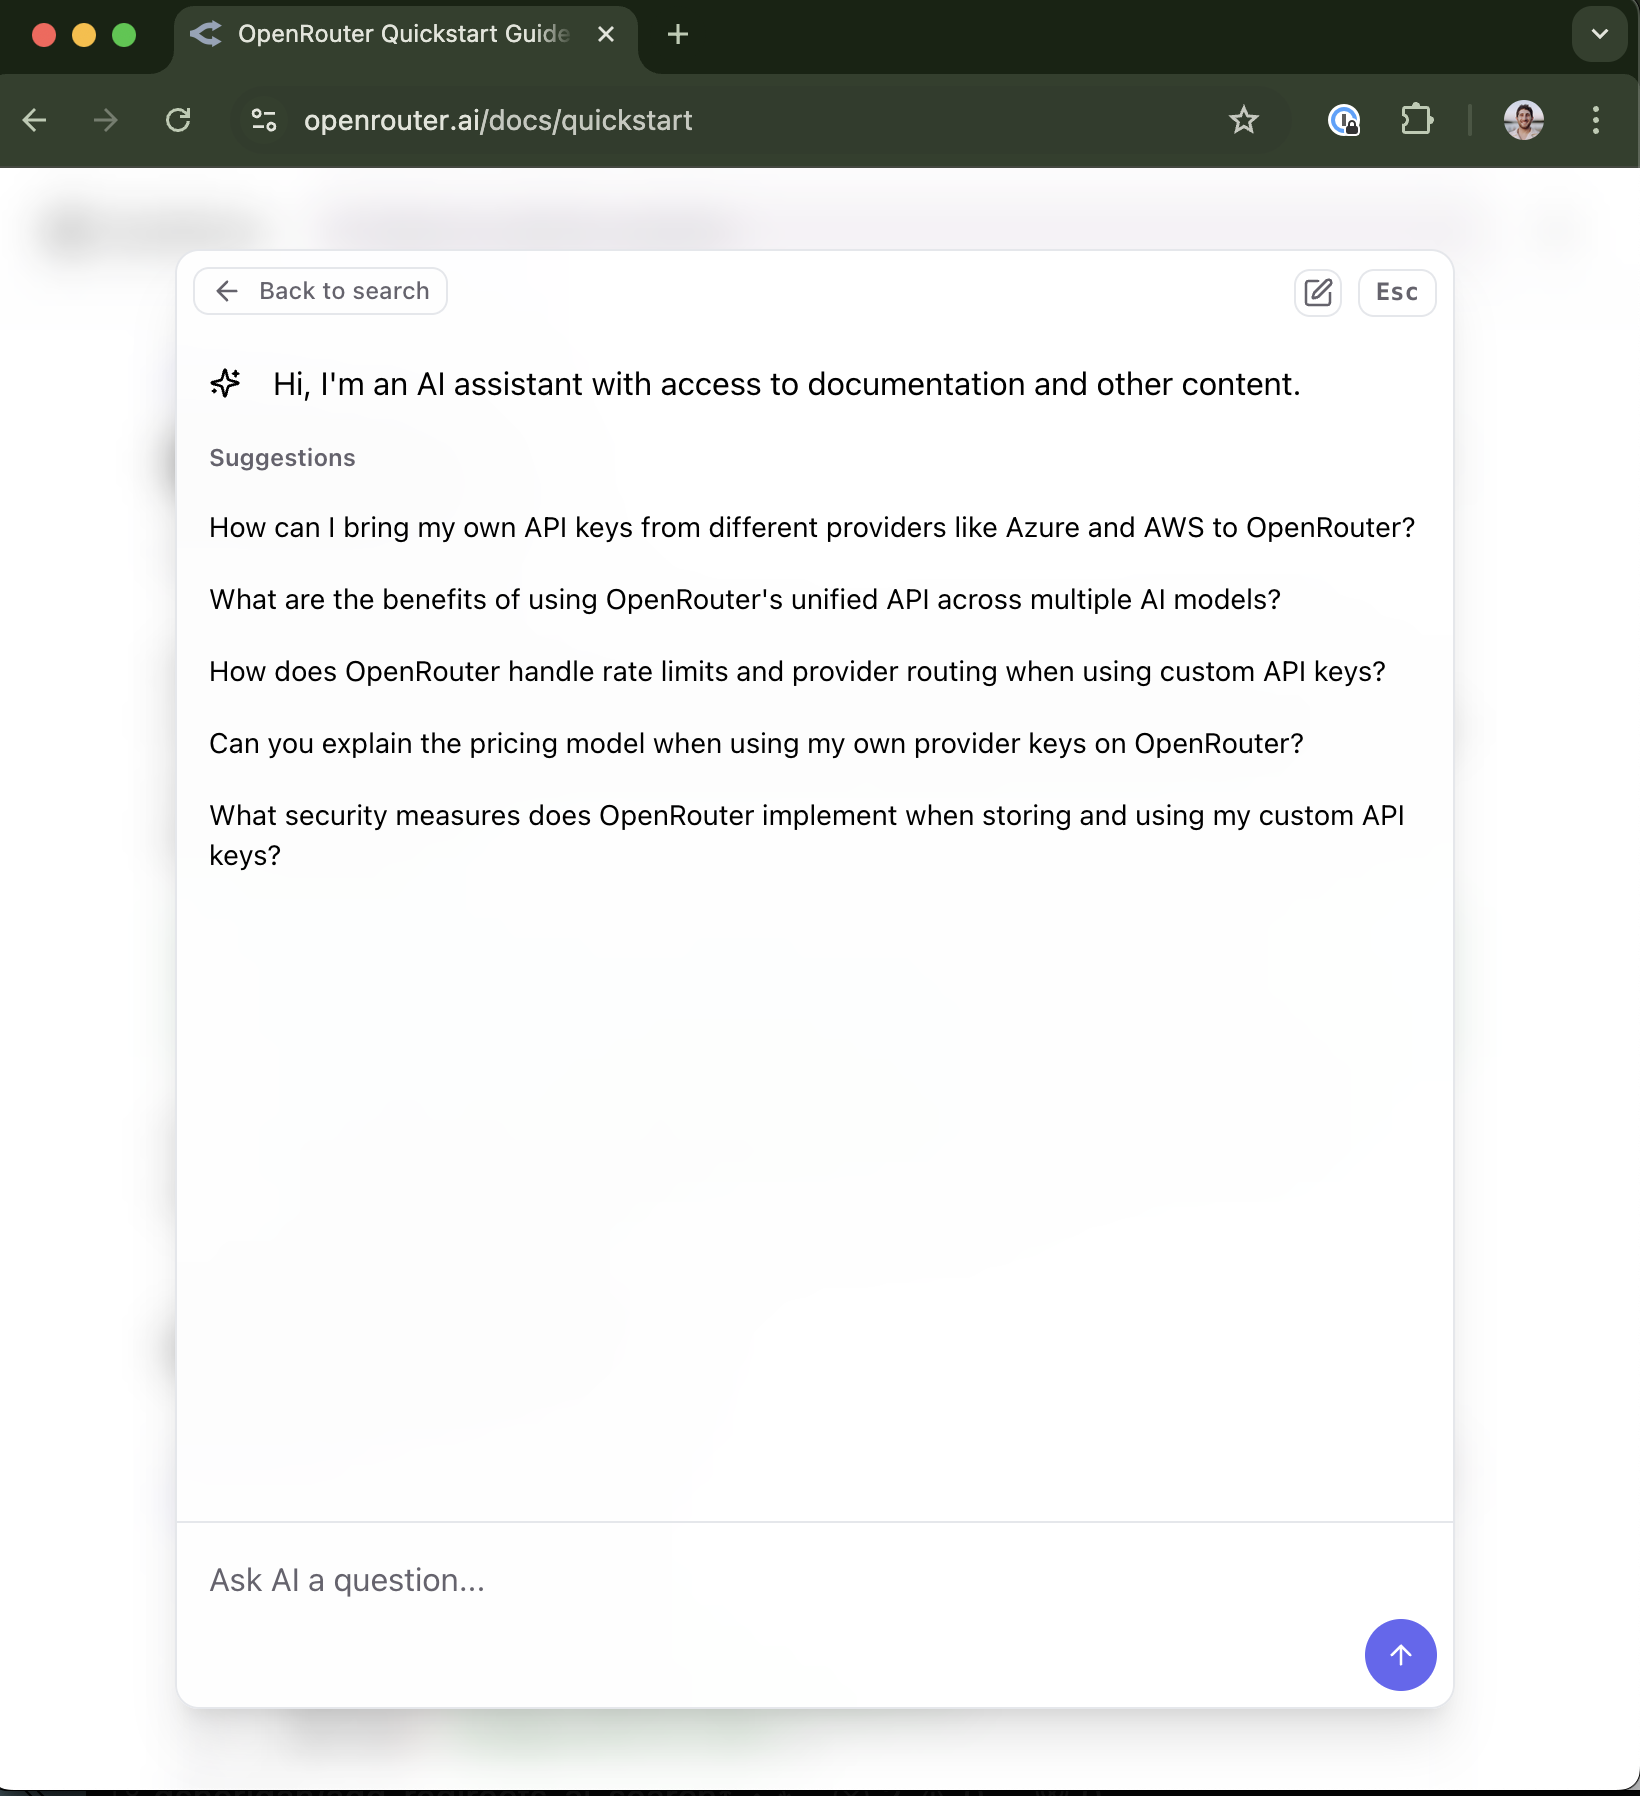 OpenRouter Quickstart Guide
openrouter.ai/docs/quickstart
Back to search
Esc
Hi, I'm an AI assistant with access to documentation and other content.
Suggestions
How can I bring my own API keys from different providers like Azure and AWS to OpenRouter?
What are the benefits of using OpenRouter's unified API across multiple AI models?
How does OpenRouter handle rate limits and provider routing when using custom API keys?
Can you explain the pricing model when using my own provider keys on OpenRouter?
What security measures does OpenRouter implement when storing and using my custom API
keys?
Ask AI a question...